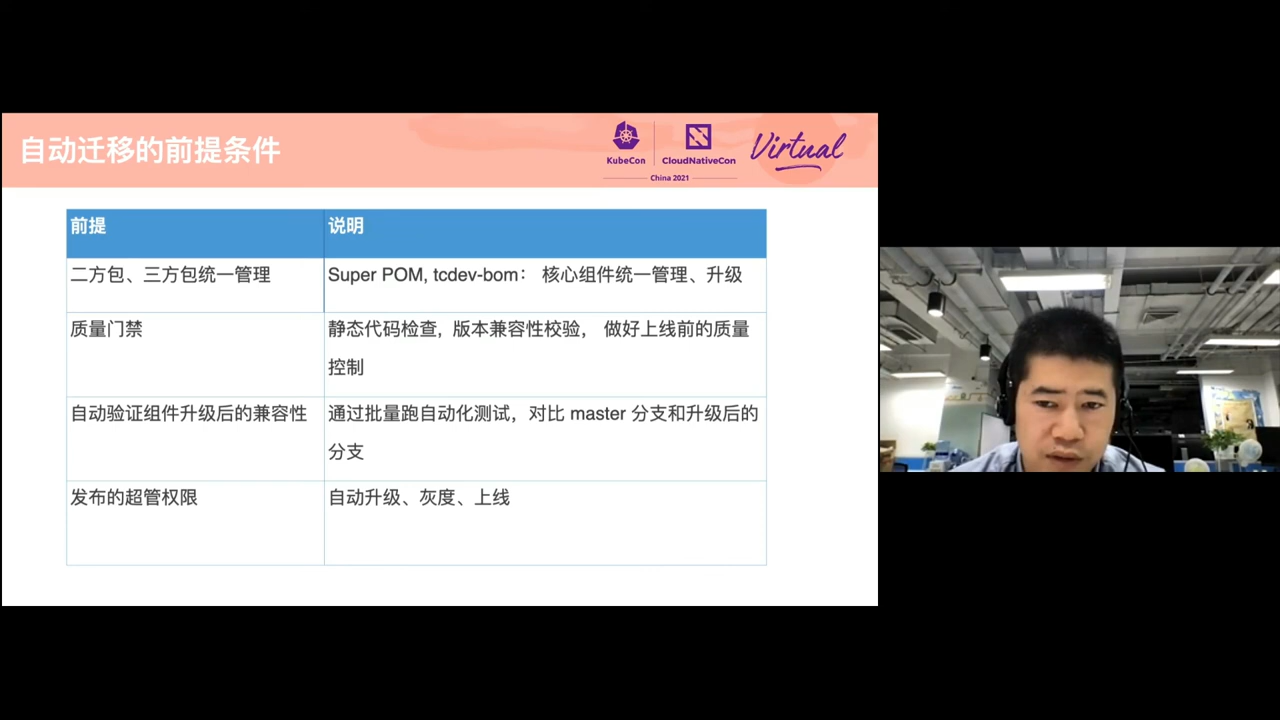 自动迁移的前提条件
KubeCon
CloudNativeCon
Virtual
China 2021
前提
说明
二方包、三方包统一管理
Super POM, tcdev-bom： 核心组件统一管理、升级
质量门禁
静态代码检查，版本兼容性校验， 做好上线前的质量
控制
自动验证组件升级后的兼容性
通过批量跑自动化测试，对比 master 分支和升级后的
分支
发布的超管权限
自动升级、灰度、上线